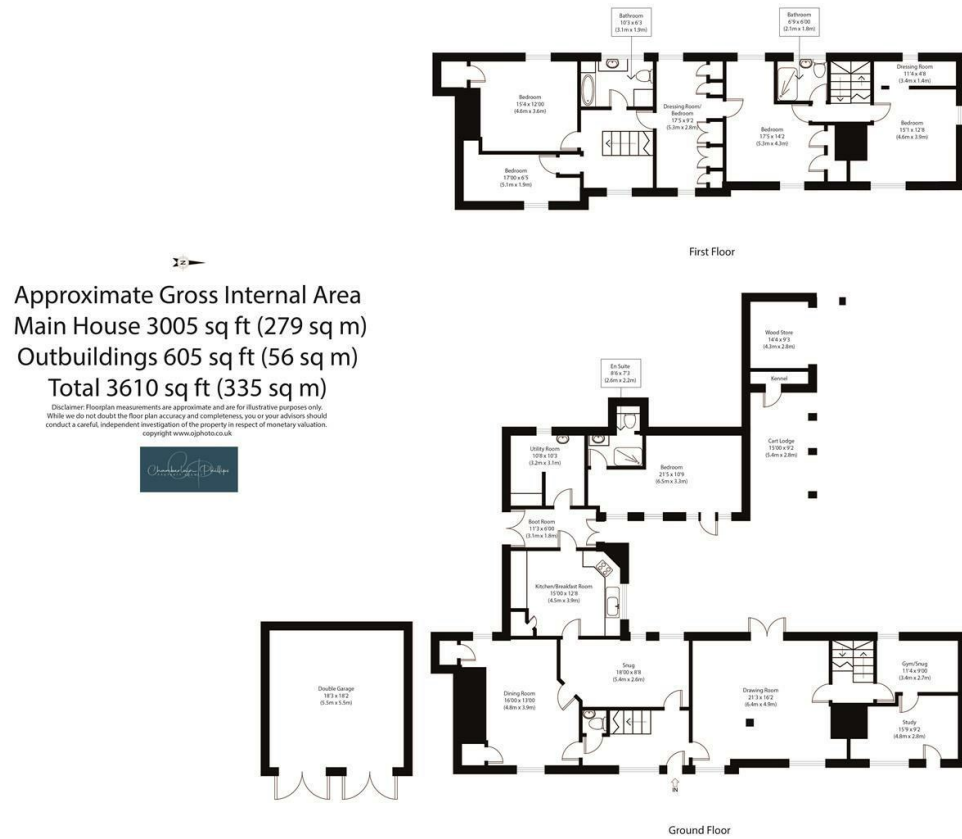 Bathroom
10'3 x 6'3
(3.1m x 1.9m)
Bathroom
6'9 x 6'00
(2.1m x 1.8m)
Bedroom
15'4 x 12'00
(4.6m x 3.6m)
Dressing Room/
Bedroom
17'5 x 9'2
(5.3m x 2.8m)
Bedroom
17'5 x 14'2
(5.3m x 4.3m)
Dressing Room
11'4 x 4'8
(3.4m x 1.4m)
Bedroom
15'1 x 12'8
(4.6m x 3.9m)
Bedroom
17'00 x 6'5
(5.1m x 1.9m)
First Floor
N
Approximate Gross Internal Area
Main House 3005 sq ft (279 sq m)
Outbuildings 605 sq ft (56 sq m)
Total 3610 sq ft (335 sq m)
Disclaimer: Floorplan measurements are approximate and are for illustrative purposes only.
While we do not doubt the floor plan accuracy and completeness, you or your advisors should
conduct a careful, independent investigation of the property in respect of monetary valuation.
copyright www.ojphoto.co.uk
Chamberlain Phillips
Wood Store
14'4 x 9'3
(4.3m x 2.8m)
Kennel
Cart Lodge
15'00 x 9'2
(5.4m x 2.8m)
En Suite
8'6 x 7'2
(2.6m x 2.2m)
Utility Room
10'8 x 10'3
(3.2m x 3.1m)
Bedroom
21'5 x 10'9
(6.5m x 3.3m)
Boot Room
11'3 x 6'00
(3.1m x 1.8m)
Kitchen/Breakfast Room
15'00 x 12'8
(4.5m x 3.9m)
Double Garage
18'3 x 18'2
(5.5m x 5.5m)
Dining Room
16'00 x 13'00
(4.8m x 3.9m)
Snug
18'00 x 8'8
(5.4m x 2.6m)
Drawing Room
21'3 x 16'2
(6.4m x 4.9m)
Gym/Snug
11'4 x 9'00
(3.4m x 2.7m)
Study
15'9 x 9'2
(4.8m x 2.8m)
IN
Ground Floor